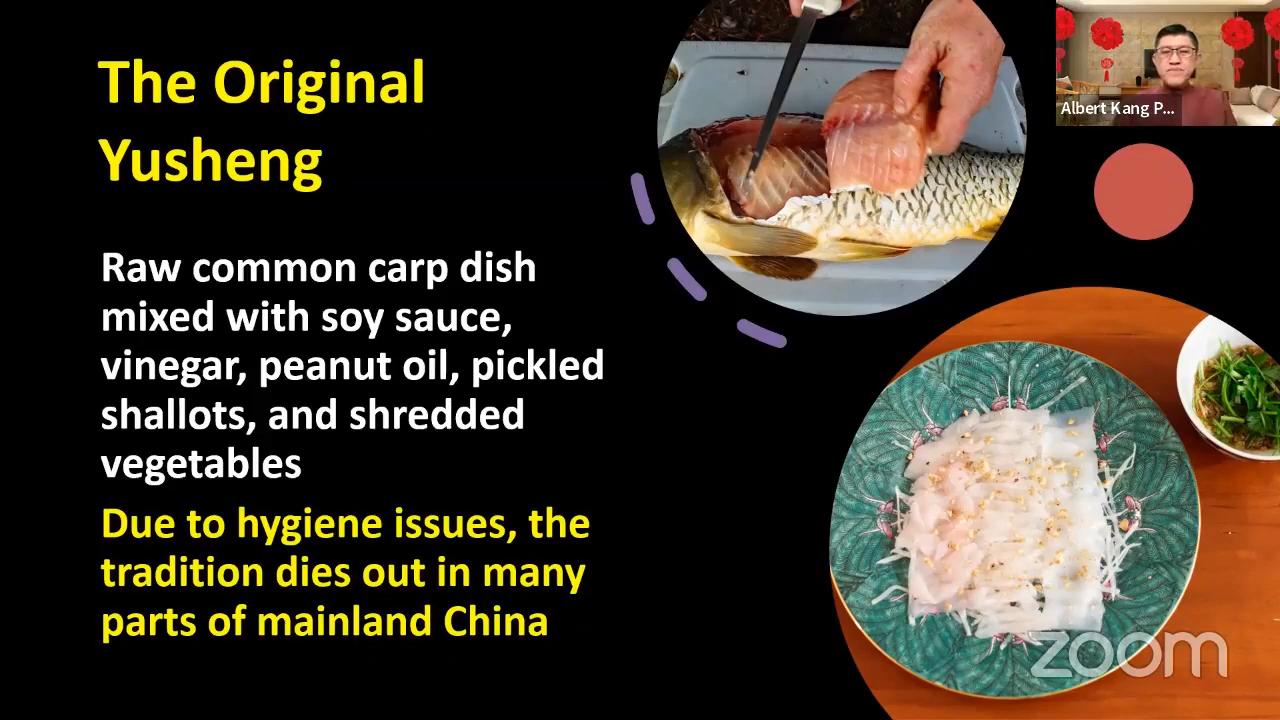 The Original
Yusheng
Raw common carp dish
mixed with soy sauce,
vinegar, peanut oil, pickled
shallots, and shredded
vegetables
Due to hygiene issues, the
tradition dies out in many
parts of mainland China
Albert Kang P...
zoom